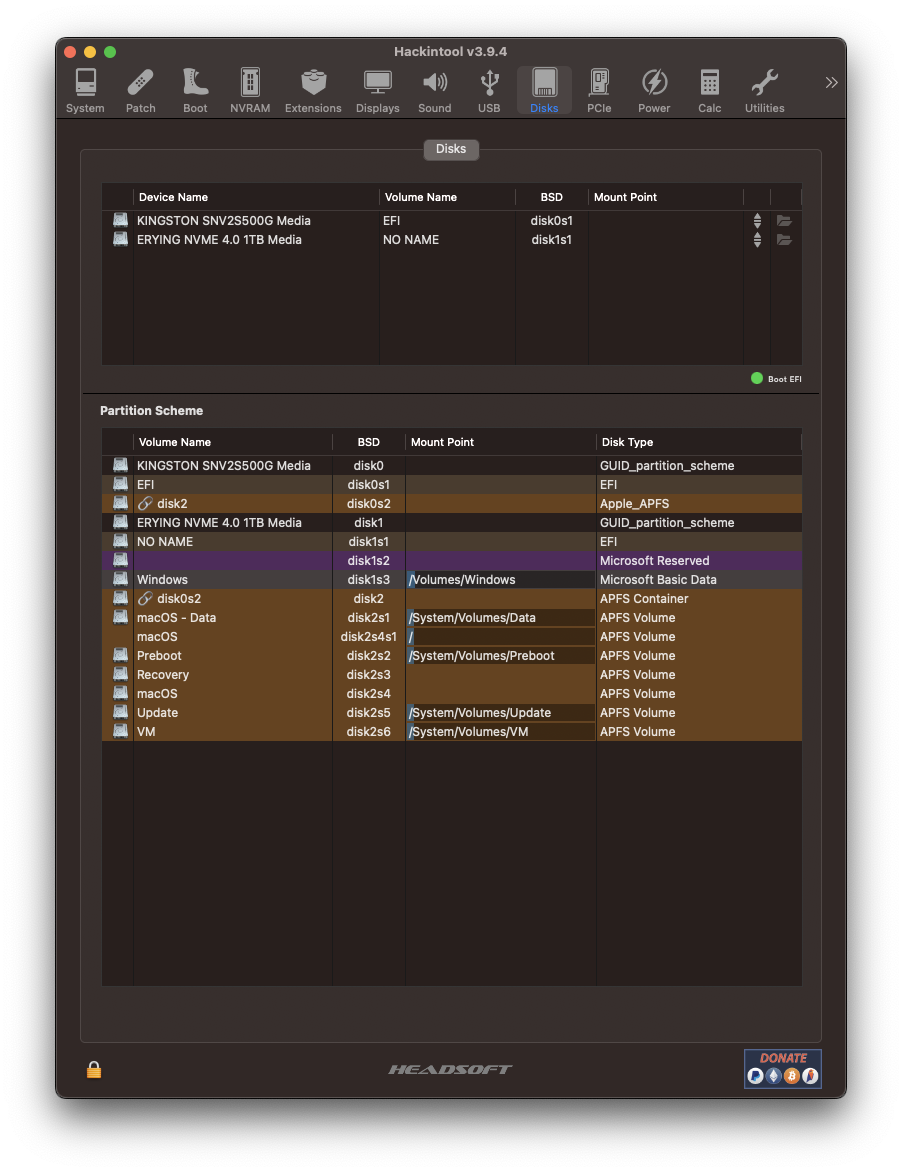 Hackintool v3.9.4
System Patch Boot NVRAM Extensions Displays Sound USB Disks PCIe Power Calc Utilities
Disks
Device Name Volume Name BSD Mount Point
KINGSTON SNV2S500G Media EFI disk0s1
ERYING NVME 4.0 1TB Media NO NAME disk1s1
Boot EFI
Partition Scheme
Volume Name BSD Mount Point Disk Type
KINGSTON SNV2S500G Media disk0 GUID_partition_scheme
EFI disk0s1 EFI
disk2 disk0s2 Apple_APFS
ERYING NVME 4.0 1TB Media disk1 GUID_partition_scheme
NO NAME disk1s1 EFI
disk1s2 Microsoft Reserved
Windows disk1s3 /Volumes/Windows Microsoft Basic Data
disk0s2 disk2 APFS Container
macOS - Data disk2s1 /System/Volumes/Data APFS Volume
macOS disk2s4s1 / APFS Volume
Preboot disk2s2 /System/Volumes/Preboot APFS Volume
Recovery disk2s3 APFS Volume
macOS disk2s4 APFS Volume
Update disk2s5 /System/Volumes/Update APFS Volume
VM disk2s6 /System/Volumes/VM APFS Volume
HEADSOFT
DONATE